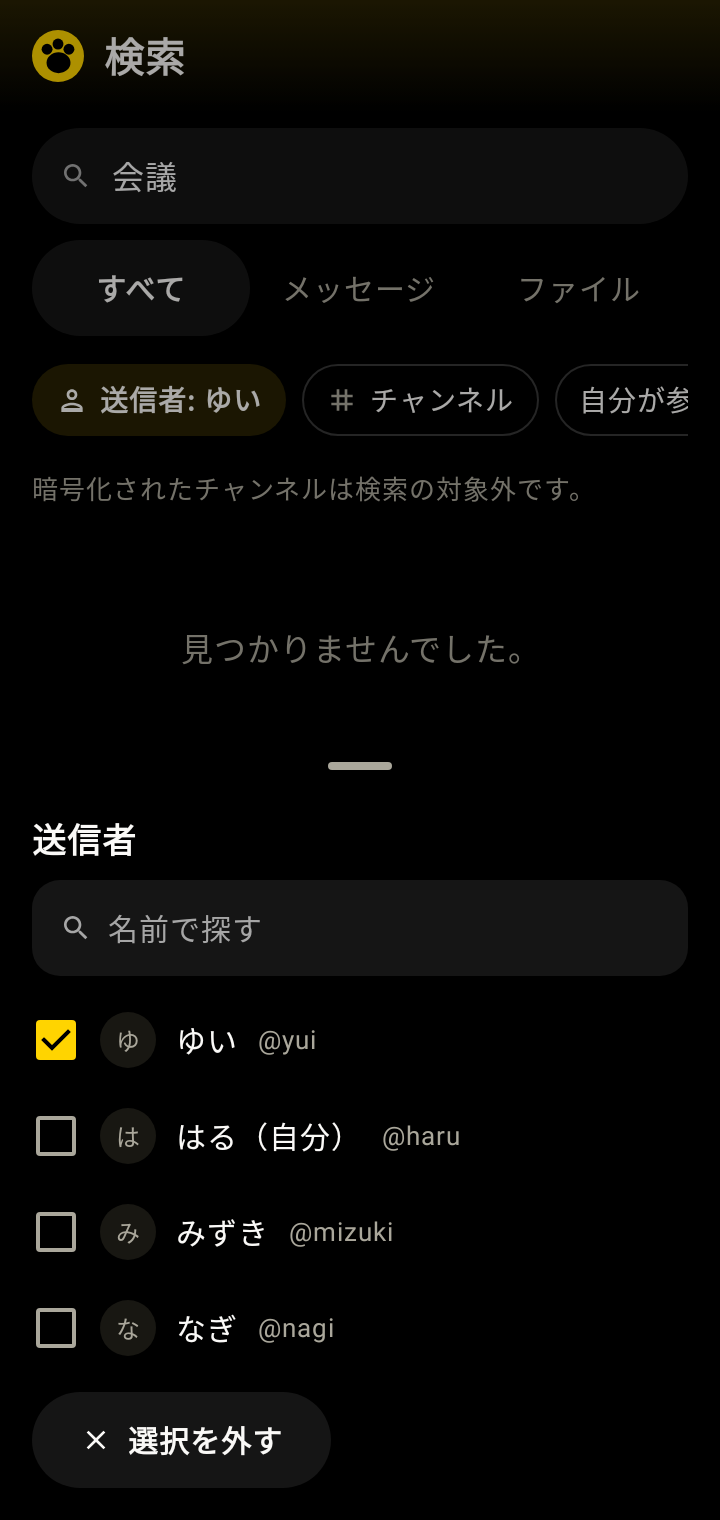 検索
会議
すべて メッセージ ファイル
送信者: ゆい チャンネル 自分が参
暗号化されたチャンネルは検索の対象外です。
見つかりませんでした。
送信者
名前で探す
ゆ ゆい @yui
は はる（自分） @haru
み みずき @mizuki
な なぎ @nagi
選択を外す